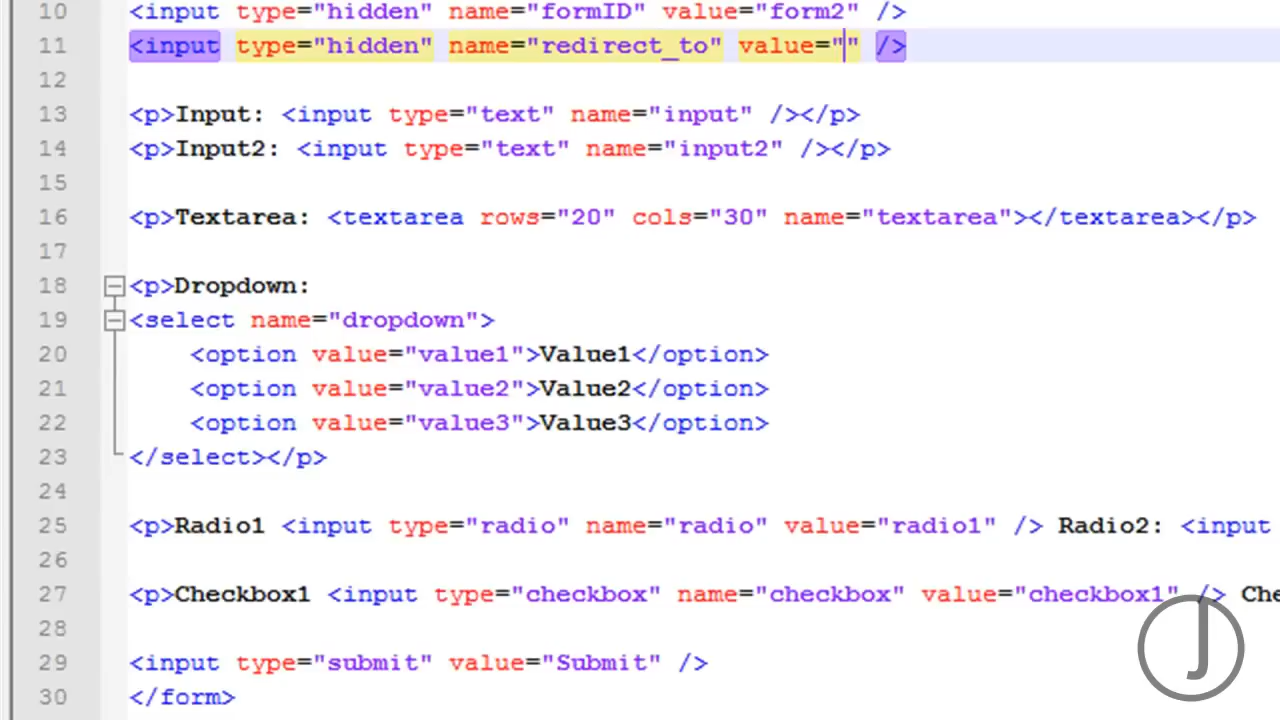 10 <input type="hidden" name="formID" value="form2" />
11 <input type="hidden" name="redirect_to" value="" />
12
13 <p>Input: <input type="text" name="input" /></p>
14 <p>Input2: <input type="text" name="input2" /></p>
15
16 <p>Textarea: <textarea rows="20" cols="30" name="textarea"></textarea></p>
17
18 <p>Dropdown:
19 <select name="dropdown">
20 <option value="value1">Value1</option>
21 <option value="value2">Value2</option>
22 <option value="value3">Value3</option>
23 </select></p>
24
25 <p>Radio1 <input type="radio" name="radio" value="radio1" /> Radio2: <input
26
27 <p>Checkbox1 <input type="checkbox" name="checkbox" value="checkbox1" /> Che
28
29 <input type="submit" value="Submit" />
30 </form>
J